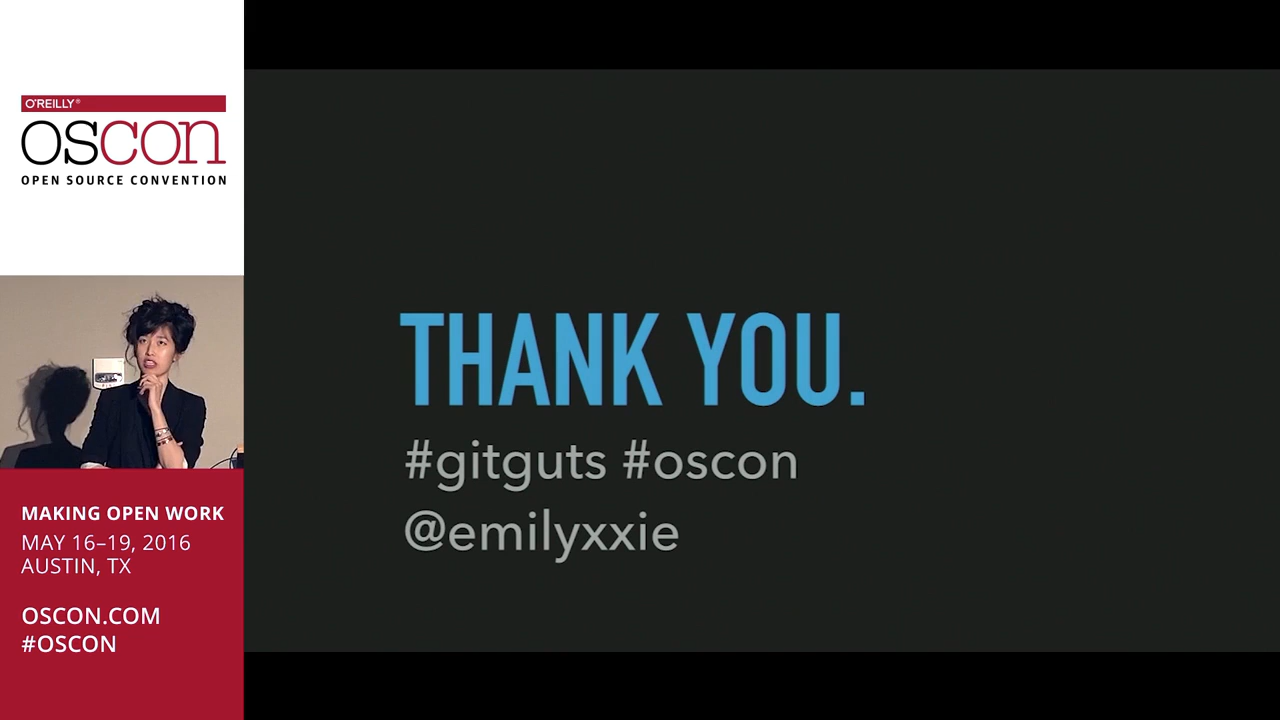 O'REILLY®
OSCON
OPEN SOURCE CONVENTION
MAKING OPEN WORK
MAY 16–19, 2016
AUSTIN, TX
OSCON.COM
#OSCON
THANK YOU.
#gitguts #oscon
@emilyxxie